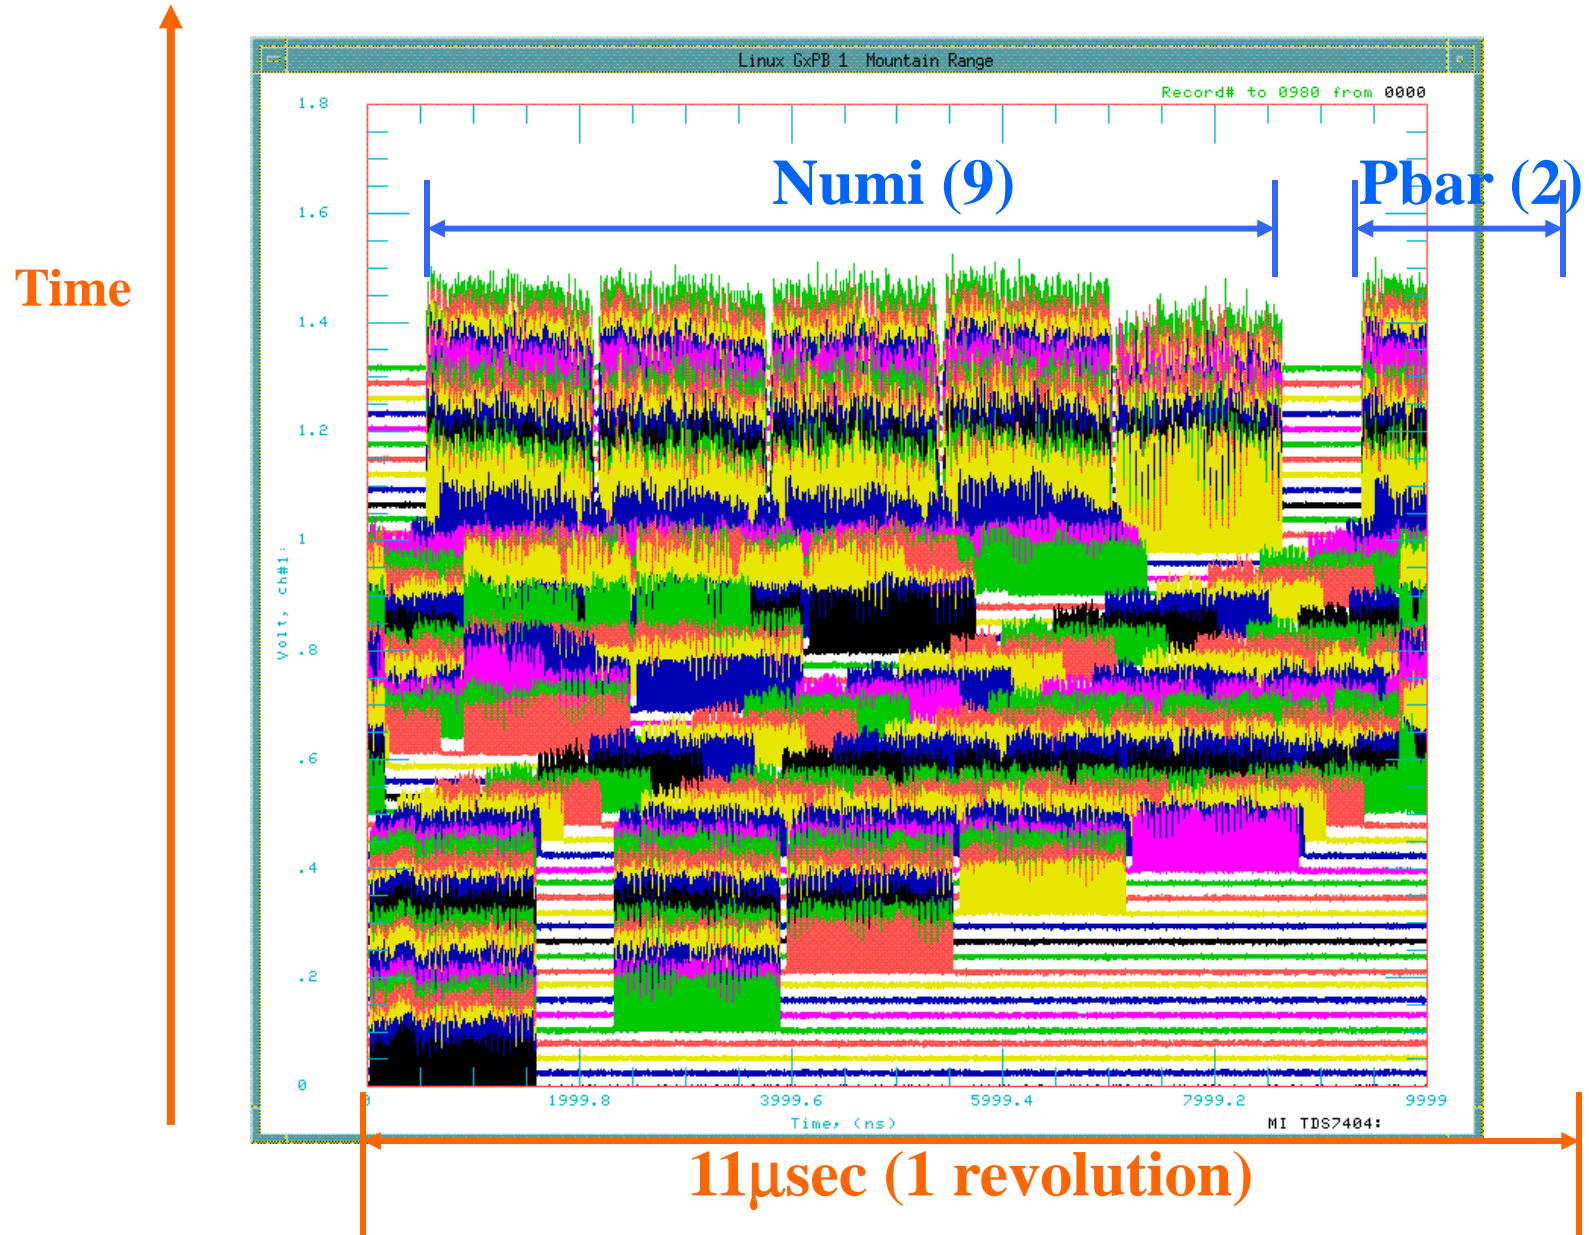 Linux GxPB 1 Mountain Range
Record# to 0980 from 0000
Numi (9)
Pbar (2)
Time
1.8
1.6
1.4
1.2
1
.8
.6
.4
.2
0
Volt, ch#1:
0 1999.8 3999.6 5999.4 7999.2 9999
Time, (ns)
MI TDS7404:
11μsec (1 revolution)